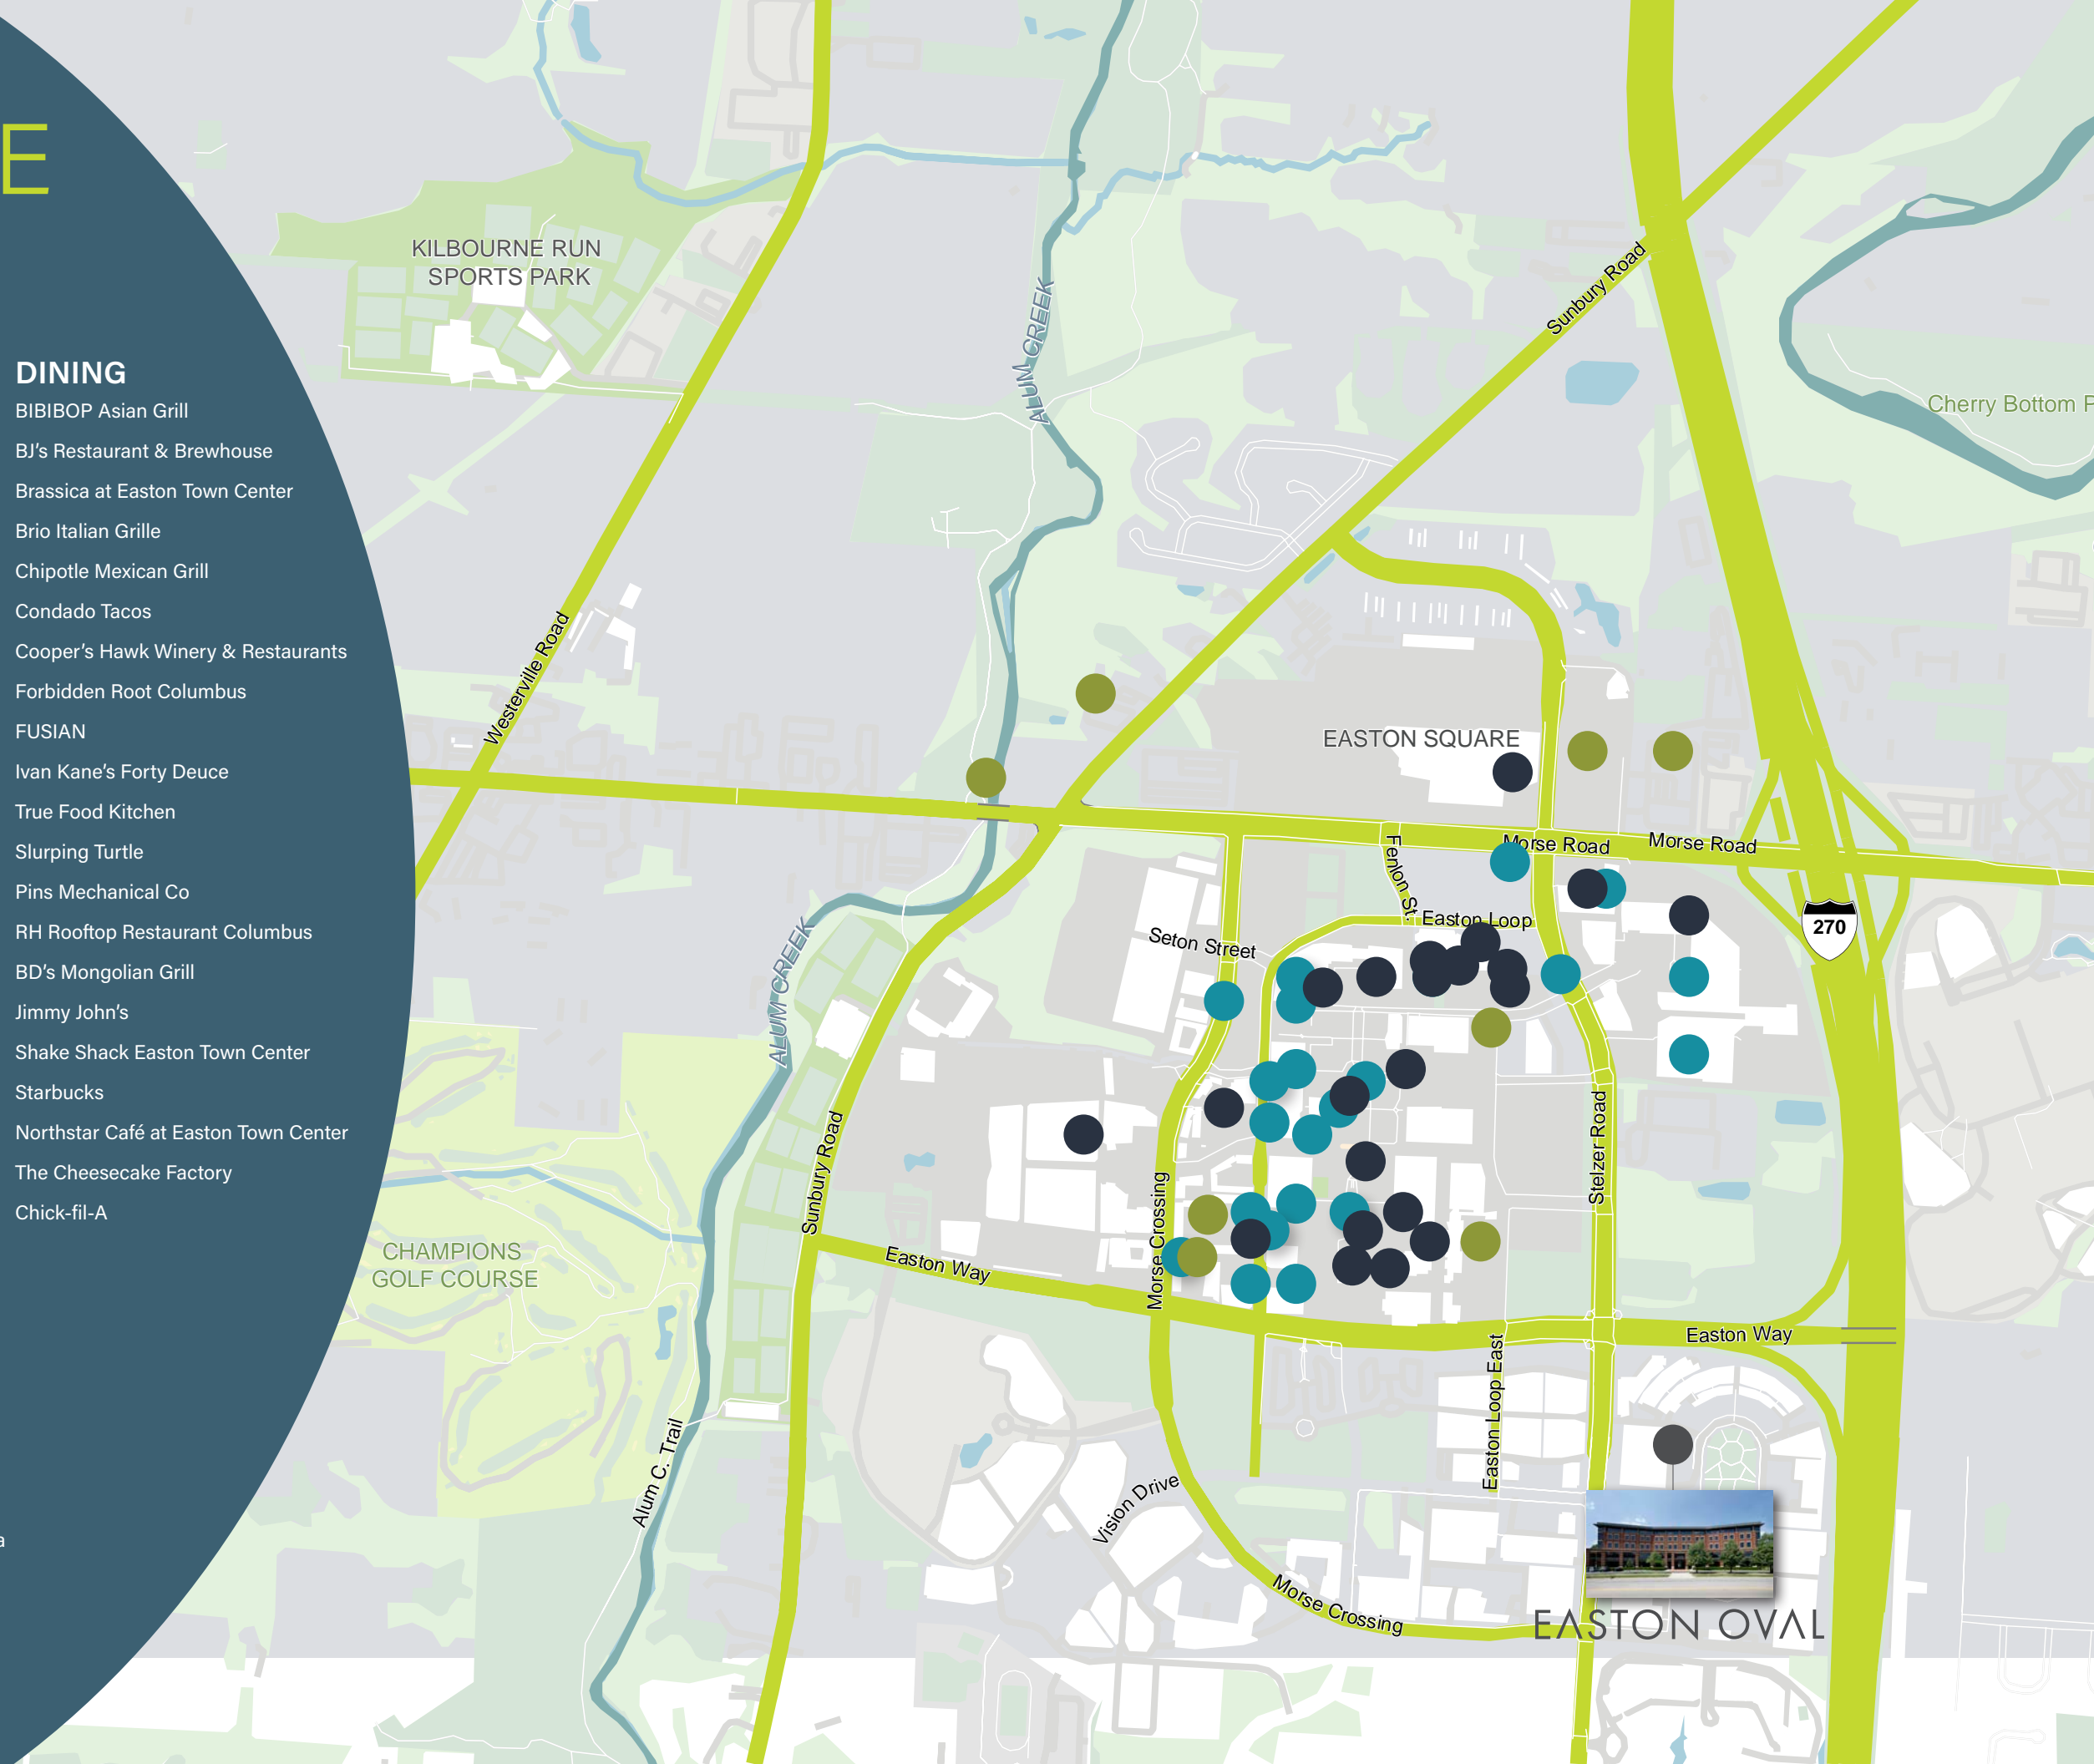 E
DINING
BIBIBOP Asian Grill
BJ's Restaurant & Brewhouse
Brassica at Easton Town Center
Brio Italian Grille
Chipotle Mexican Grill
Condado Tacos
Cooper's Hawk Winery & Restaurants
Forbidden Root Columbus
FUSIAN
Ivan Kane's Forty Deuce
True Food Kitchen
Slurping Turtle
Pins Mechanical Co
RH Rooftop Restaurant Columbus
BD's Mongolian Grill
Jimmy John's
Shake Shack Easton Town Center
Starbucks
Northstar Café at Easton Town Center
The Cheesecake Factory
Chick-fil-A
a
KILBOURNE RUN
SPORTS PARK
ALUM CREEK
Sunbury Road
Cherry Bottom P
Westerville Road
EASTON SQUARE
Morse Road
Morse Road
Fenlon St.
Easton Loop
270
Seton Street
ALUM CREEK
Sunbury Road
Stelzer Road
Morse Crossing
CHAMPIONS
GOLF COURSE
Easton Way
Easton Way
Easton Loop East
Alum C. Trail
Vision Drive
Morse Crossing
EASTON OVAL